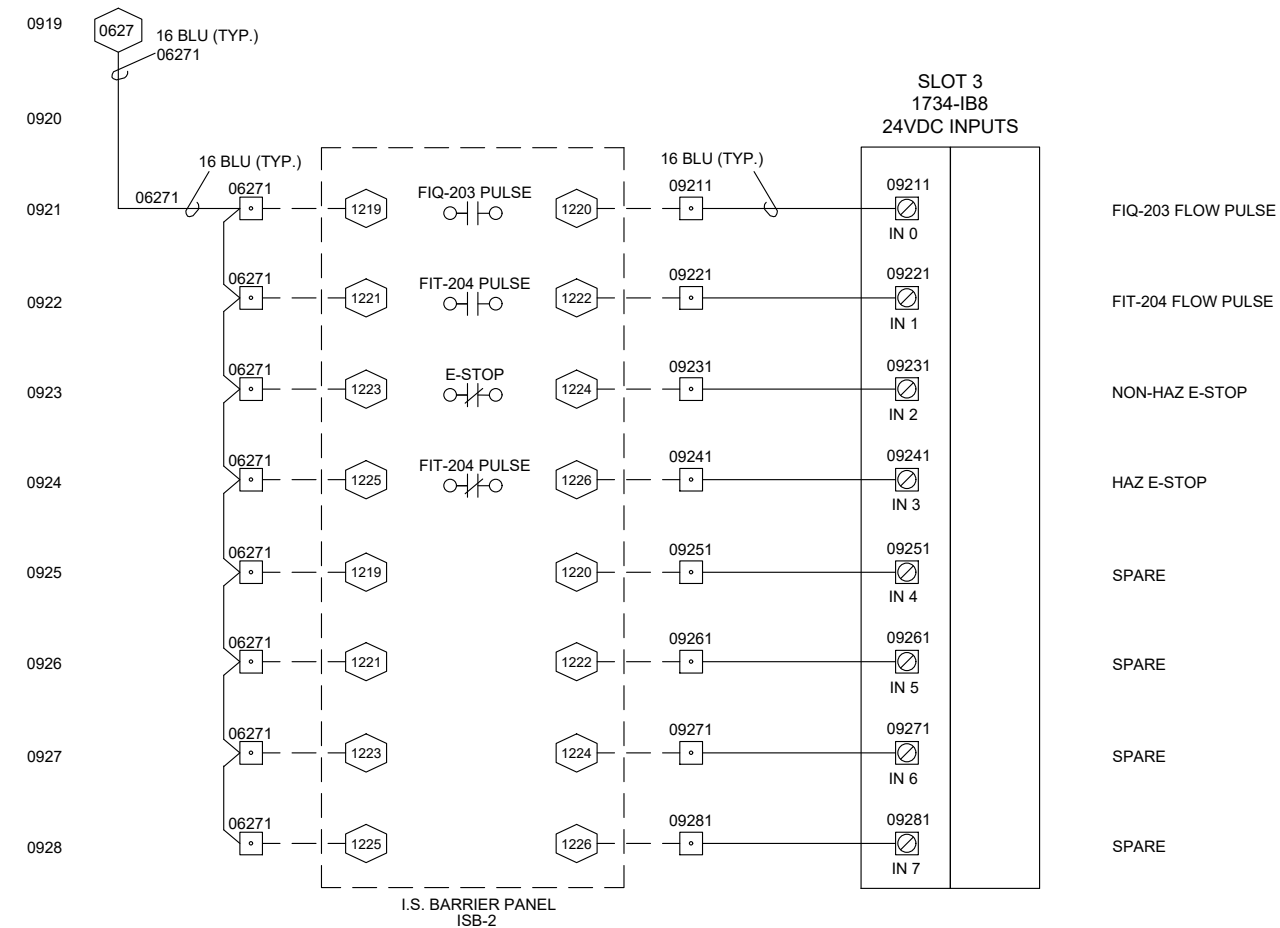 0919
0627
16 BLU (TYP.)
06271
SLOT 3
1734-IB8
24VDC INPUTS
0920
16 BLU (TYP.)
16 BLU (TYP.)
0921
06271
06271
1219
FIQ-203 PULSE
1220
09211
09211
IN 0
FIQ-203 FLOW PULSE
0922
06271
1221
FIT-204 PULSE
1222
09221
09221
IN 1
FIT-204 FLOW PULSE
0923
06271
1223
E-STOP
1224
09231
09231
IN 2
NON-HAZ E-STOP
0924
06271
1225
FIT-204 PULSE
1226
09241
09241
IN 3
HAZ E-STOP
0925
06271
1219
1220
09251
09251
IN 4
SPARE
0926
06271
1221
1222
09261
09261
IN 5
SPARE
0927
06271
1223
1224
09271
09271
IN 6
SPARE
0928
06271
1225
1226
09281
09281
IN 7
SPARE
I.S. BARRIER PANEL
ISB-2